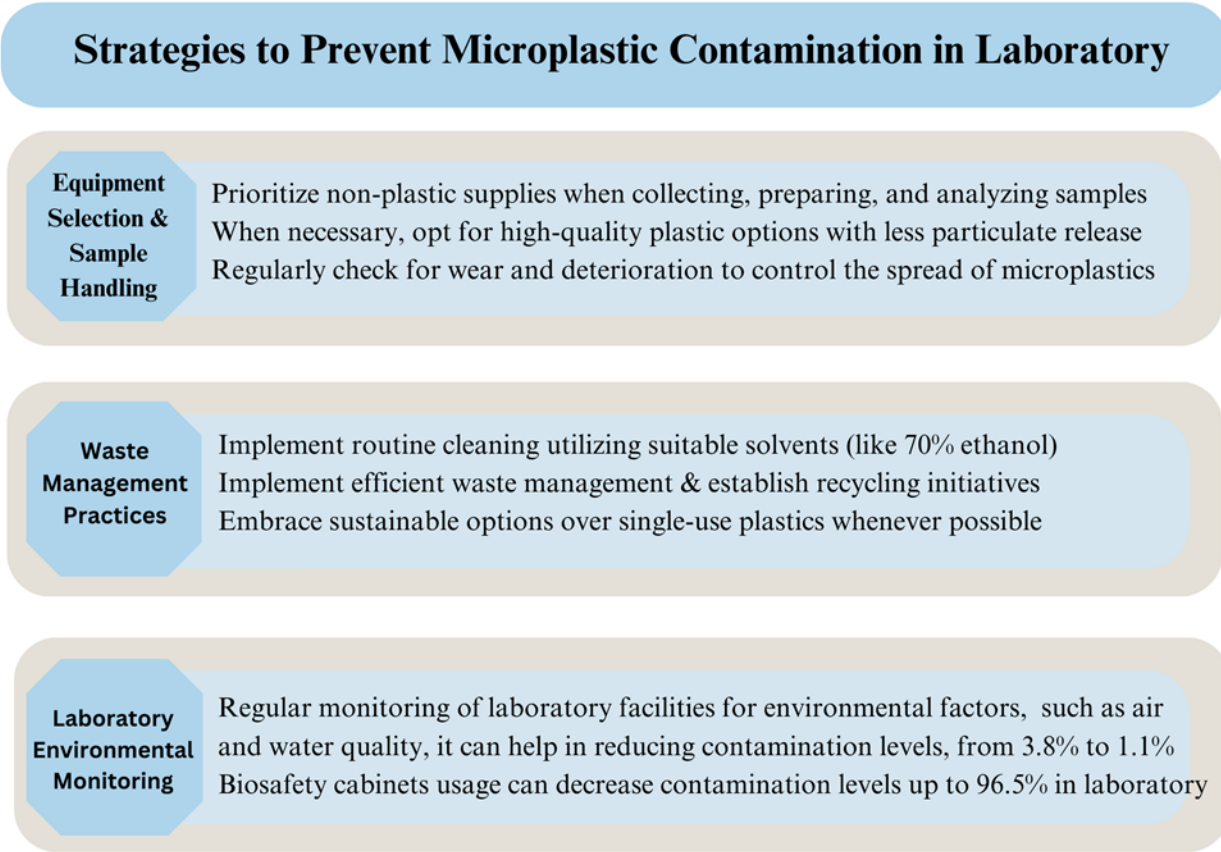 Strategies to Prevent Microplastic Contamination in Laboratory
Equipment
Selection &
Sample
Handling
Prioritize non-plastic supplies when collecting, preparing, and analyzing samples
When necessary, opt for high-quality plastic options with less particulate release
Regularly check for wear and deterioration to control the spread of microplastics
Waste
Management
Practices
Implement routine cleaning utilizing suitable solvents (like 70% ethanol)
Implement efficient waste management & establish recycling initiatives
Embrace sustainable options over single-use plastics whenever possible
Laboratory
Environmental
Monitoring
Regular monitoring of laboratory facilities for environmental factors,  such as air
and water quality, it can help in reducing contamination levels, from 3.8% to 1.1%
Biosafety cabinets usage can decrease contamination levels up to 96.5% in laboratory